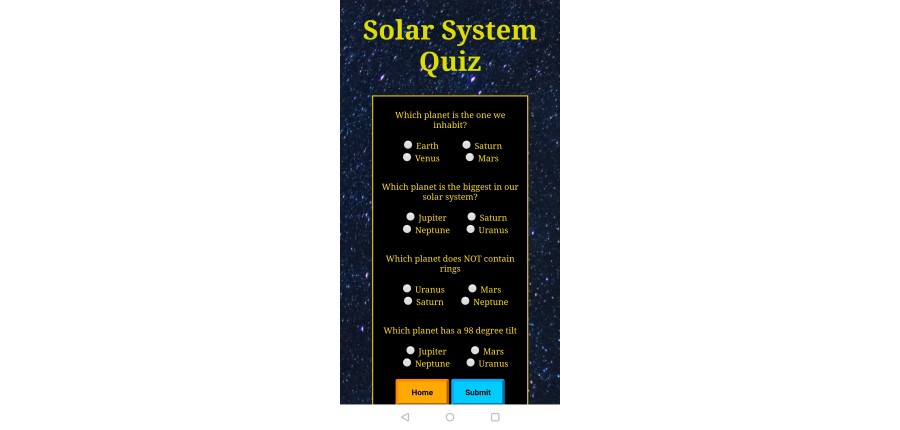 Solar System
Quiz
Which planet is the one we
inhabit?
Earth Saturn
Venus Mars
Which planet is the biggest in our
solar system?
Jupiter Saturn
Neptune Uranus
Which planet does NOT contain
rings
Uranus Mars
Saturn Neptune
Which planet has a 98 degree tilt
Jupiter Mars
Neptune Uranus
Home Submit